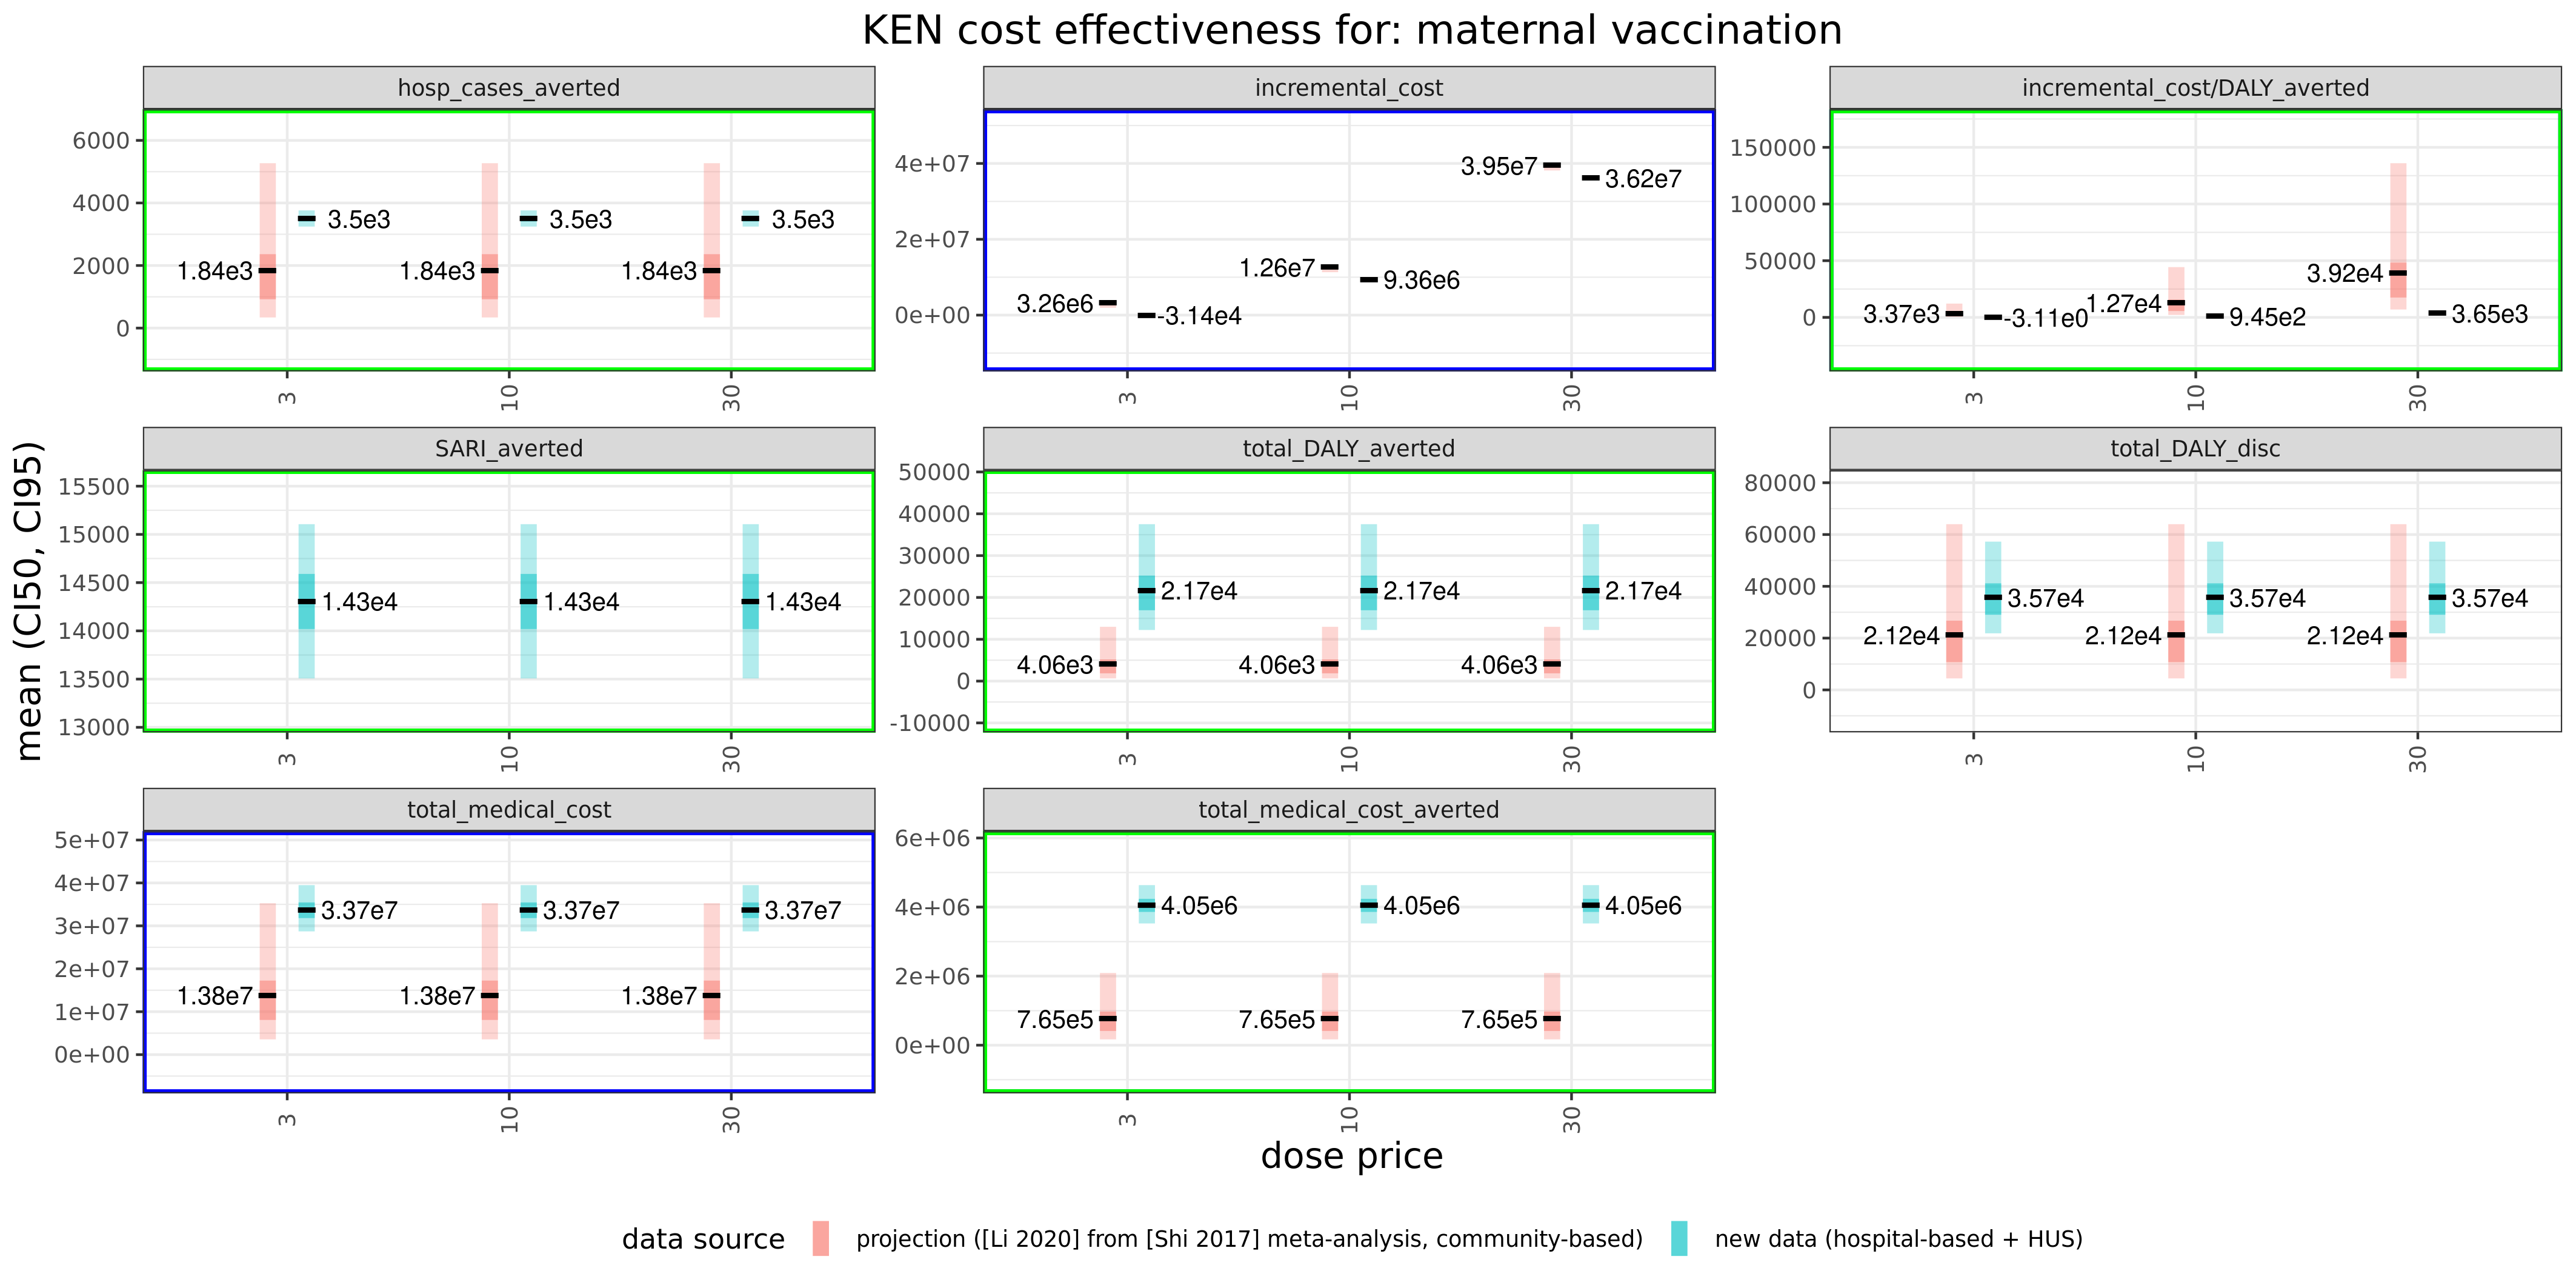 KEN cost effectiveness for: maternal vaccination
hosp_cases_averted
incremental_cost
incremental_cost/DALY_averted
6000
4000
2000
0
1.84e3
3.5e3
1.84e3
3.5e3
1.84e3
3.5e3
3
10
30
4e+07
2e+07
0e+00
3.26e6
-3.14e4
1.26e7
9.36e6
3.95e7
3.62e7
3
10
30
150000
100000
50000
0
3.37e3
-3.11e0
1.27e4
9.45e2
3.92e4
3.65e3
3
10
30
mean (CI50, CI95)
SARI_averted
total_DALY_averted
total_DALY_disc
15500
15000
14500
14000
13500
13000
1.43e4
1.43e4
1.43e4
3
10
30
50000
40000
30000
20000
10000
0
-10000
4.06e3
2.17e4
4.06e3
2.17e4
4.06e3
2.17e4
3
10
30
80000
60000
40000
20000
0
2.12e4
3.57e4
2.12e4
3.57e4
2.12e4
3.57e4
3
10
30
total_medical_cost
total_medical_cost_averted
5e+07
4e+07
3e+07
2e+07
1e+07
0e+00
1.38e7
3.37e7
1.38e7
3.37e7
1.38e7
3.37e7
3
10
30
6e+06
4e+06
2e+06
0e+00
7.65e5
4.05e6
7.65e5
4.05e6
7.65e5
4.05e6
3
10
30
dose price
data source
projection ([Li 2020] from [Shi 2017] meta-analysis, community-based)
new data (hospital-based + HUS)